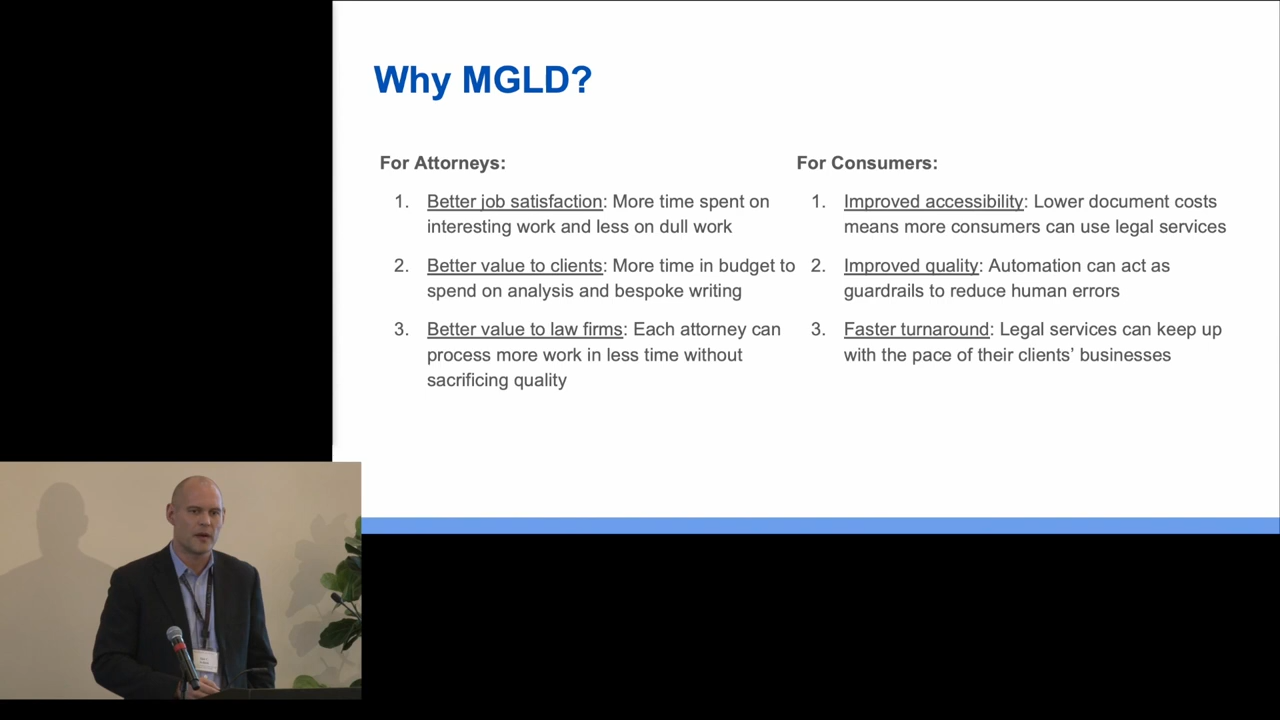 Why MGLD?
For Attorneys:
1. Better job satisfaction: More time spent on
interesting work and less on dull work
2. Better value to clients: More time in budget to
spend on analysis and bespoke writing
3. Better value to law firms: Each attorney can
process more work in less time without
sacrificing quality
For Consumers:
1. Improved accessibility: Lower document costs
means more consumers can use legal services
2. Improved quality: Automation can act as
guardrails to reduce human errors
3. Faster turnaround: Legal services can keep up
with the pace of their clients’ businesses